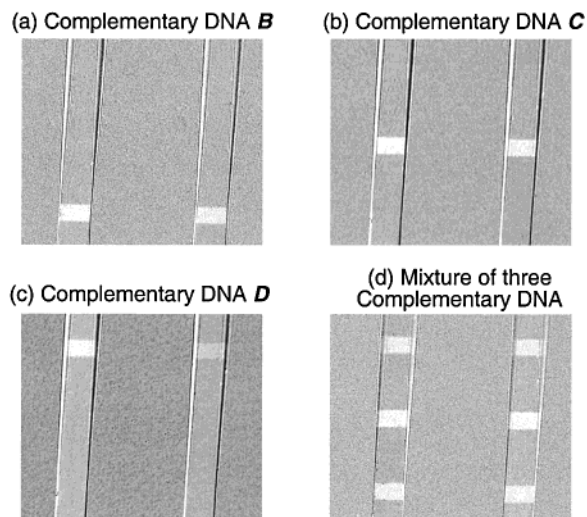 (a) Complementary DNA B
(b) Complementary DNA C
(c) Complementary DNA D
(d) Mixture of three
Complementary DNA